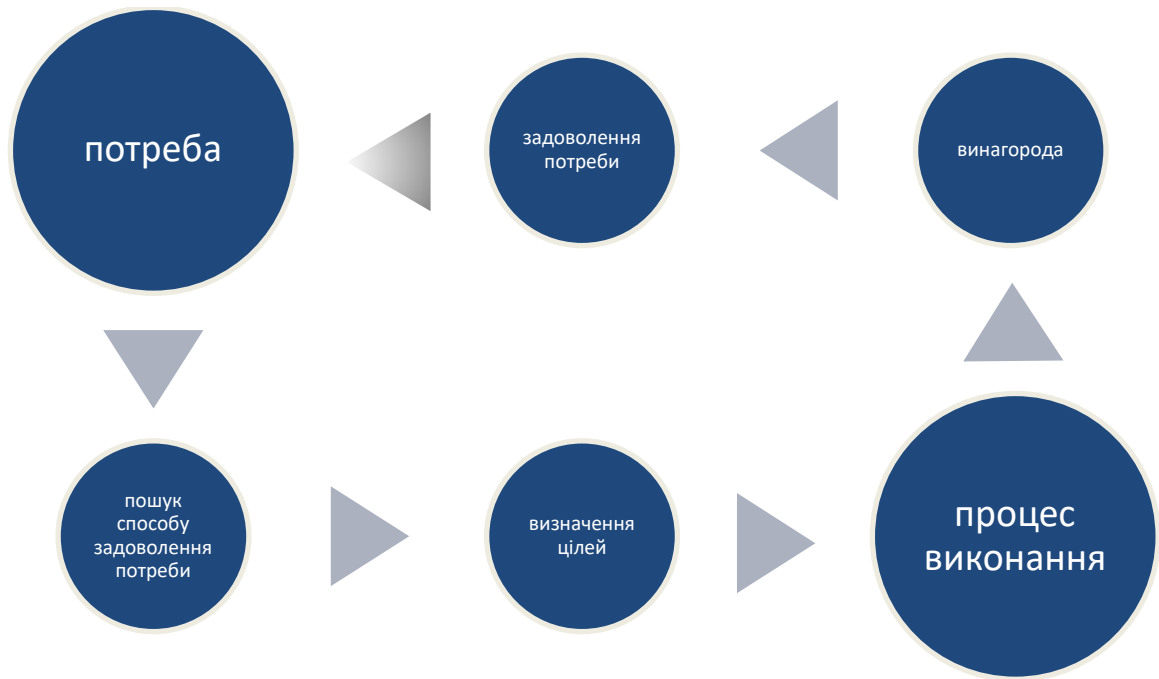 потреба
задоволення
потреби
винагорода
пошук
способу
задоволення
потреби
визначення
цілей
процес
виконання